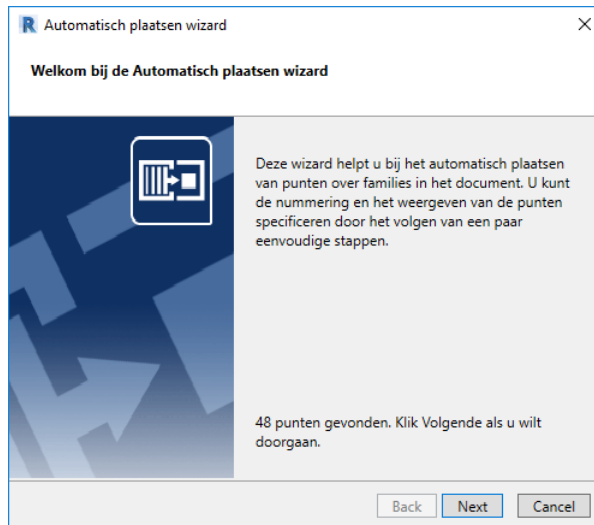 R Automatisch plaatsen wizard
Welkom bij de Automatisch plaatsen wizard
Deze wizard helpt u bij het automatisch plaatsen
van punten over families in het document. U kunt
de nummering en het weergeven van de punten
specificeren door het volgen van een paar
eenvoudige stappen.
48 punten gevonden. Klik Volgende als u wilt
doorgaan.
Back Next Cancel